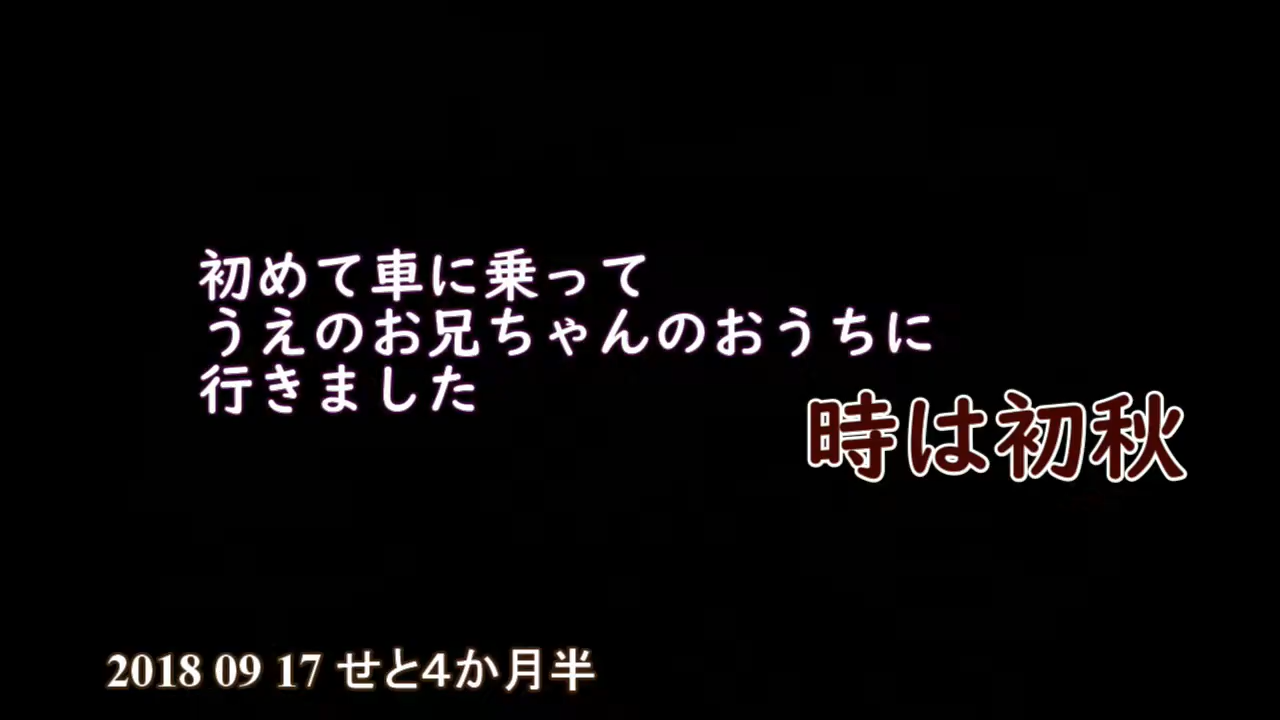 初めて車に乗って
うえのお兄ちゃんのおうちに
行きました
時は初秋
2018 09 17 せと4か月半